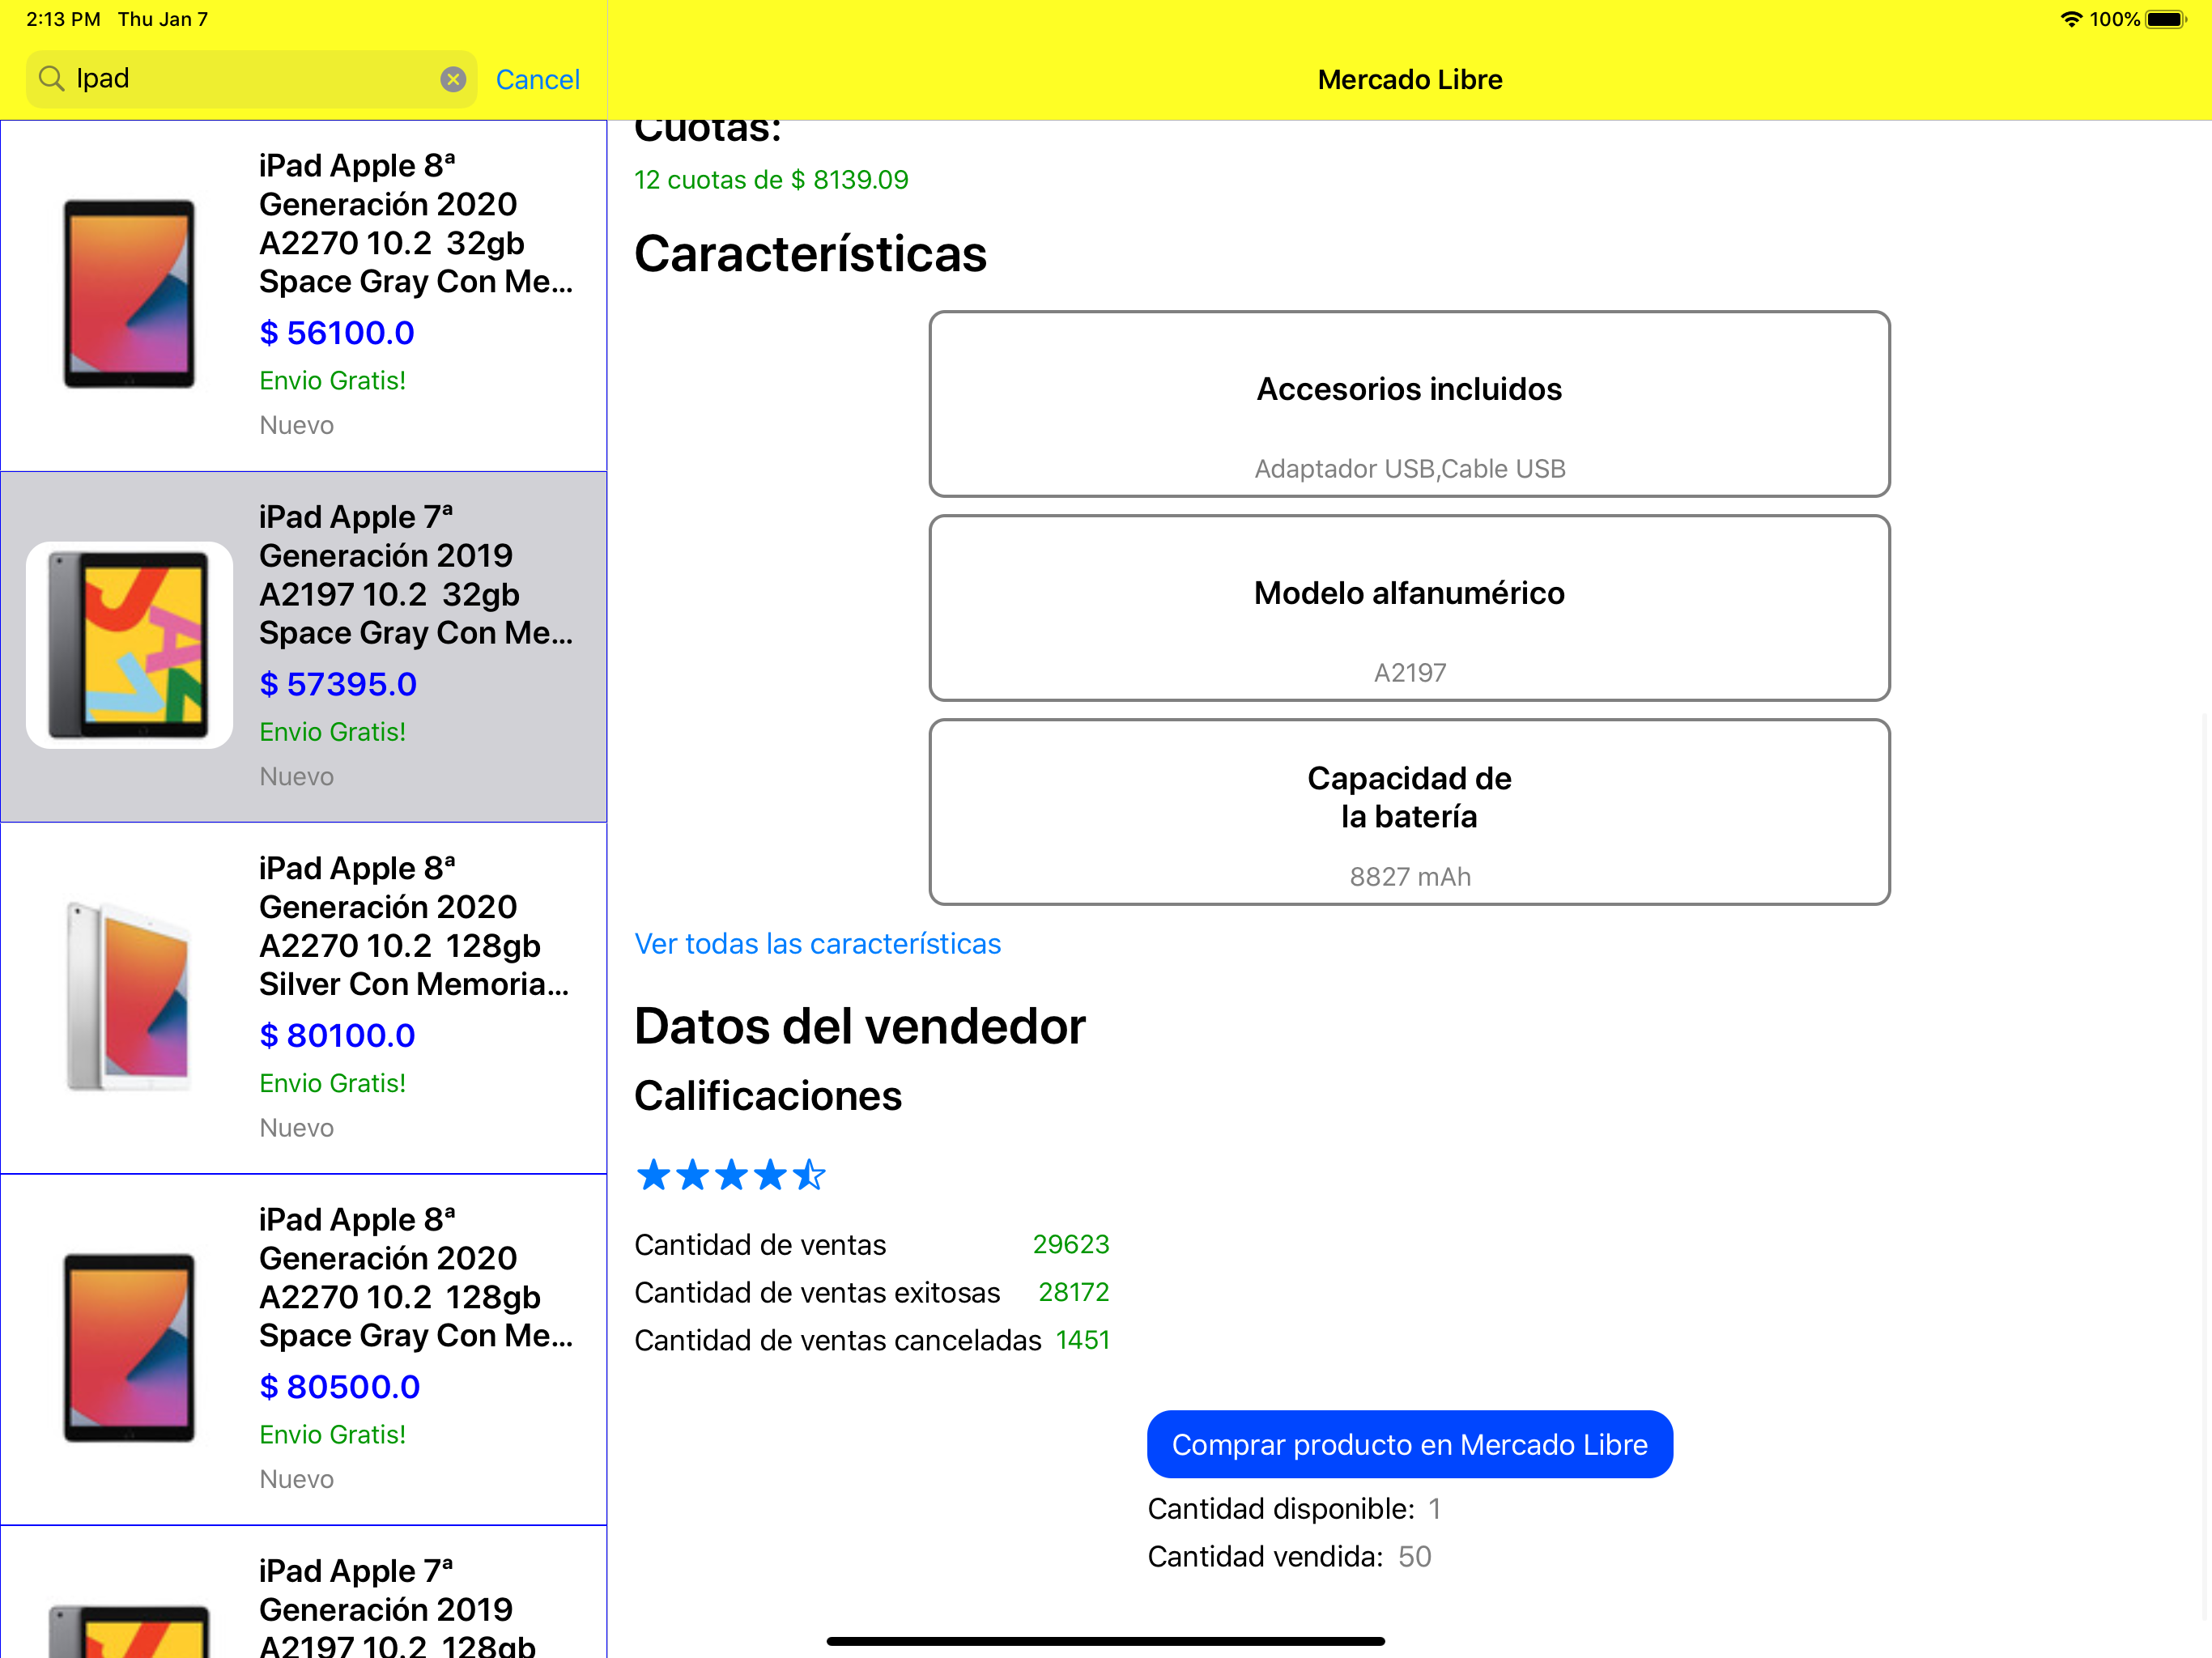 2:13 PM Thu Jan 7
100%
Ipad
Cancel
Mercado Libre
iPad Apple 8ª
Generación 2020
A2270 10.2 32gb
Space Gray Con Me...
$ 56100.0
Envio Gratis!
Nuevo
iPad Apple 7ª
Generación 2019
A2197 10.2 32gb
Space Gray Con Me...
$ 57395.0
Envio Gratis!
Nuevo
iPad Apple 8ª
Generación 2020
A2270 10.2 128gb
Silver Con Memoria...
$ 80100.0
Envio Gratis!
Nuevo
iPad Apple 8ª
Generación 2020
A2270 10.2 128gb
Space Gray Con Me...
$ 80500.0
Envio Gratis!
Nuevo
iPad Apple 7ª
Generación 2019
A2197 10.2 128gb
Cuotas:
12 cuotas de $ 8139.09
Características
Accesorios incluidos
Adaptador USB,Cable USB
Modelo alfanumérico
A2197
Capacidad de
la batería
8827 mAh
Ver todas las características
Datos del vendedor
Calificaciones
Cantidad de ventas 29623
Cantidad de ventas exitosas 28172
Cantidad de ventas canceladas 1451
Comprar producto en Mercado Libre
Cantidad disponible: 1
Cantidad vendida: 50